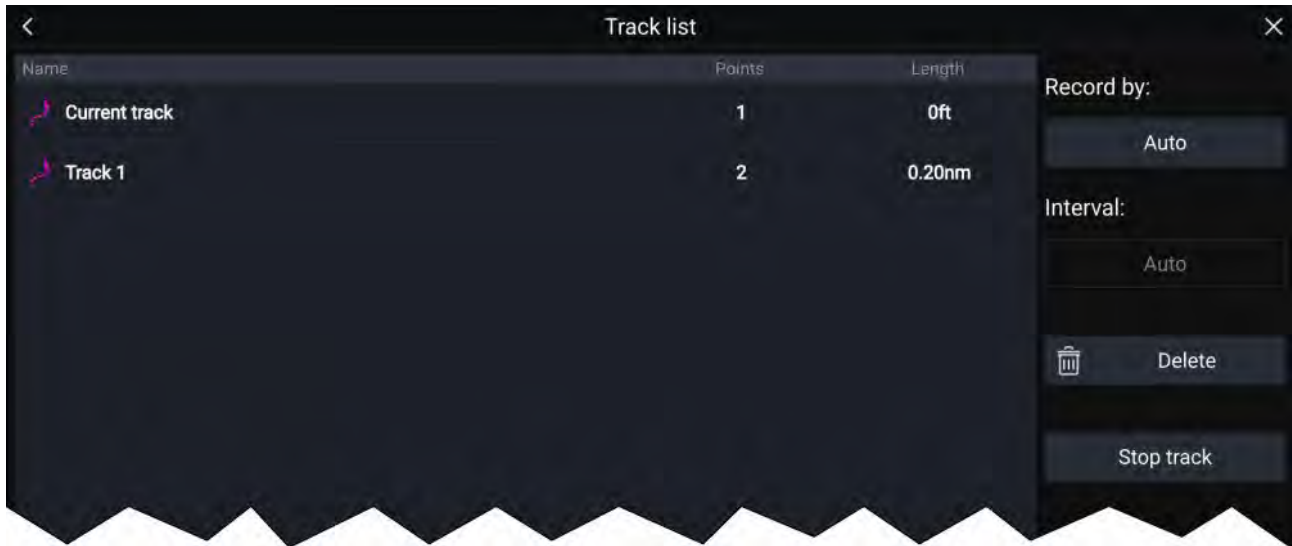 Track list
Name Points Length
Record by:
Current track 1 0ft
Auto
Track 1 2 0.20nm
Interval:
Auto
Delete
Stop track